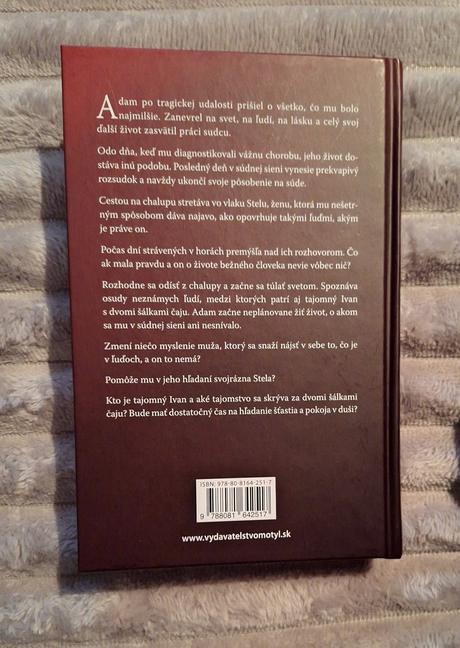 Adam po tragickej udalosti prišiel o všetko, čo mu bolo
najmilšie. Zanevrel na svet, na ľudí, na lásku a celý svoj
ďalší život zasvätil práci sudcu.
Odo dňa, keď mu diagnostikovali vážnu chorobu, jeho život do-
stáva inú podobu. Posledný deň v súdnej sieni vynesie prekvapivý
rozsudok a navždy ukončí svoje pôsobenie na súde.
Cestou na chalupu stretáva vo vlaku Stelu, ženu, ktorá mu nešetr-
ným spôsobom dáva najavo, ako opovrhuje takými ľuďmi, akým
je práve on.
Počas dní strávených v horách premýšľa nad ich rozhovorom. Čo
ak mala pravdu a on o živote bežného človeka nevie vôbec nič?
Rozhodne sa odísť z chalupy a začne sa túlať svetom. Spoznáva
osudy neznámych ľudí, medzi ktorých patrí aj tajomný Ivan
s dvomi šálkami čaju. Adam začne neplánovane žiť život, o akom
sa mu v súdnej sieni ani nesnívalo.
Zmení niečo myslenie muža, ktorý sa snaží nájsť v sebe to, čo je
v ľuďoch, a on to nemá?
Pomôže mu v jeho hľadaní svojrázna Stela?
Kto je tajomný Ivan a aké tajomstvo sa skrýva za dvomi šálkami
čaju? Bude mať dostatočný čas na hľadanie šťastia a pokoja v duši?
ISBN: 978-80-8164-251-7
9 788081 642517
www.vydavatelstvomotyl.sk